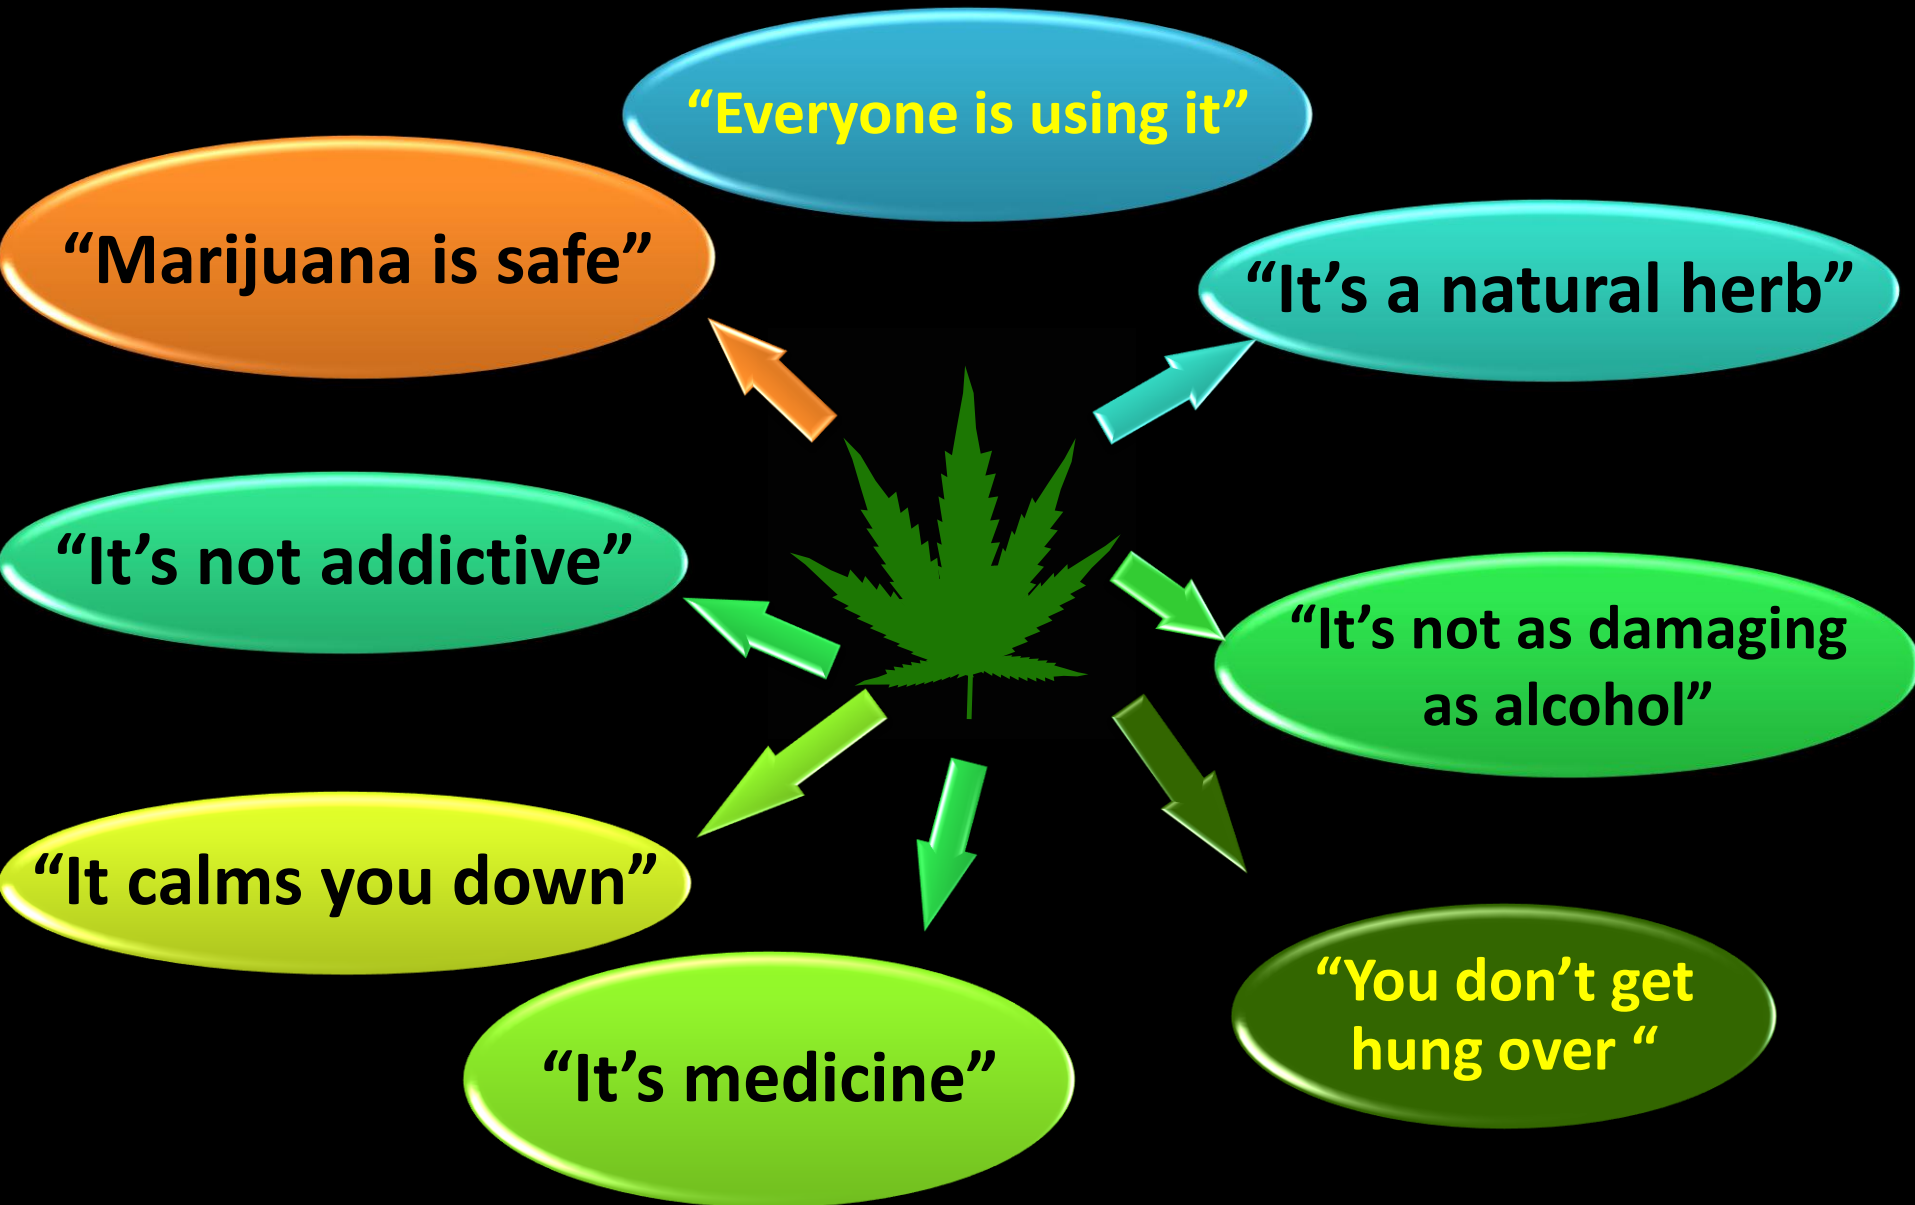 “Everyone is using it”
“Marijuana is safe”
“It’s a natural herb”
“It’s not addictive”
“It’s not as damaging
as alcohol”
“It calms you down”
“You don’t get
hung over “
“It’s medicine”